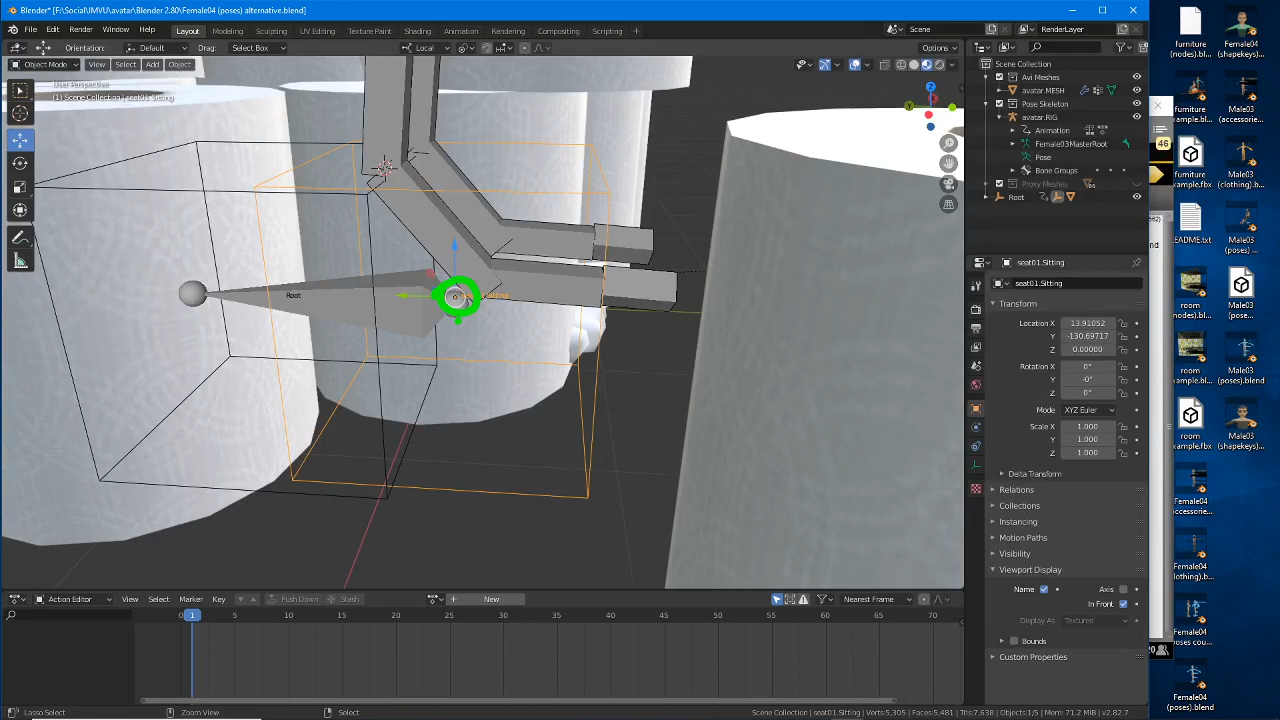 Blender* [F:\Social\IMVU\avatar\Blender 2.80\Female04 (poses) alternative.blend]
File Edit Render Window Help Layout Modeling Sculpting UV Editing Texture Paint Shading Animation Rendering Compositing Scripting Scene RenderLayer
Orientation: Default Drag: Select Box Local Options
Object Mode View Select Add Object
User Perspective
(1) Scene Collection | seat01.Sitting
Root
Scene Collection
Avi Meshes
avatar.MESH
Pose Skeleton
avatar.RIG
Animation
Female03MasterRoot
Pose
Bone Groups
Proxy Meshes
Root
seat01.Sitting
seat01.Sitting
Transform
Location X 13.91052
Y -130.69717
Z 0.00000
Rotation X 0°
Y -0°
Z 0°
Mode XYZ Euler
Scale X 1.000
Y 1.000
Z 1.000
Delta Transform
Relations
Collections
Instancing
Motion Paths
Visibility
Viewport Display
Name Axis
In Front
Display As Textured
Bounds
Custom Properties
Action Editor View Select Marker Key Push Down Stash New Nearest Frame
0 1 5 10 15 20 25 30 35 40 45 50 55 60 65 70
Lasso Select Zoom View Select Scene Collection | seat01.Sitting | Verts:5,305 | Faces:5,481 | Tris:7,638 | Objects:1/5 | Mem: 71.2 MiB | v2.82.7
46
furniture
(nodes).bl...
Female04
(shapekeys)...
furniture
example.bl...
Male03
(shapekeys)...
furniture
example.fbx
Male03
(clothing).b...
README.txt
Male03
(poses)...
room
(nodes).bl...
Male03
(pose...
room
example.bl...
Male03
(poses).blend
room
example.fbx
Male03
(shapekeys)...
Female04
(accessorie...
Female04
(clothing).b...
Female04
(poses cou...
Female04
(poses).blend